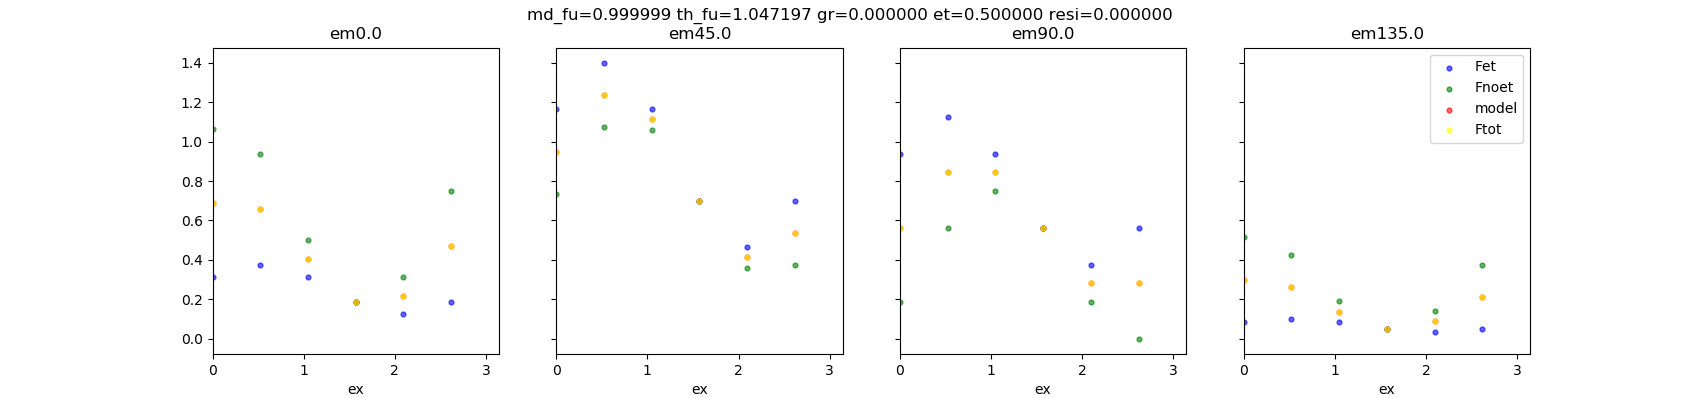 md_fu=0.999999 th_fu=1.047197 gr=0.000000 et=0.500000 resi=0.000000
em0.0
em45.0
em90.0
em135.0
1.4
1.2
1.0
0.8
0.6
0.4
0.2
0.0
0 1 2 3
ex
0 1 2 3
ex
0 1 2 3
ex
0 1 2 3
ex
Fet
Fnoet
model
Ftot